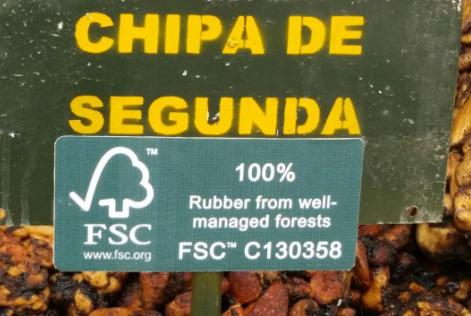 CHIPA DE
SEGUNDA
™
FSC
www.fsc.org
100%
Rubber from well-
managed forests
FSC™ C130358